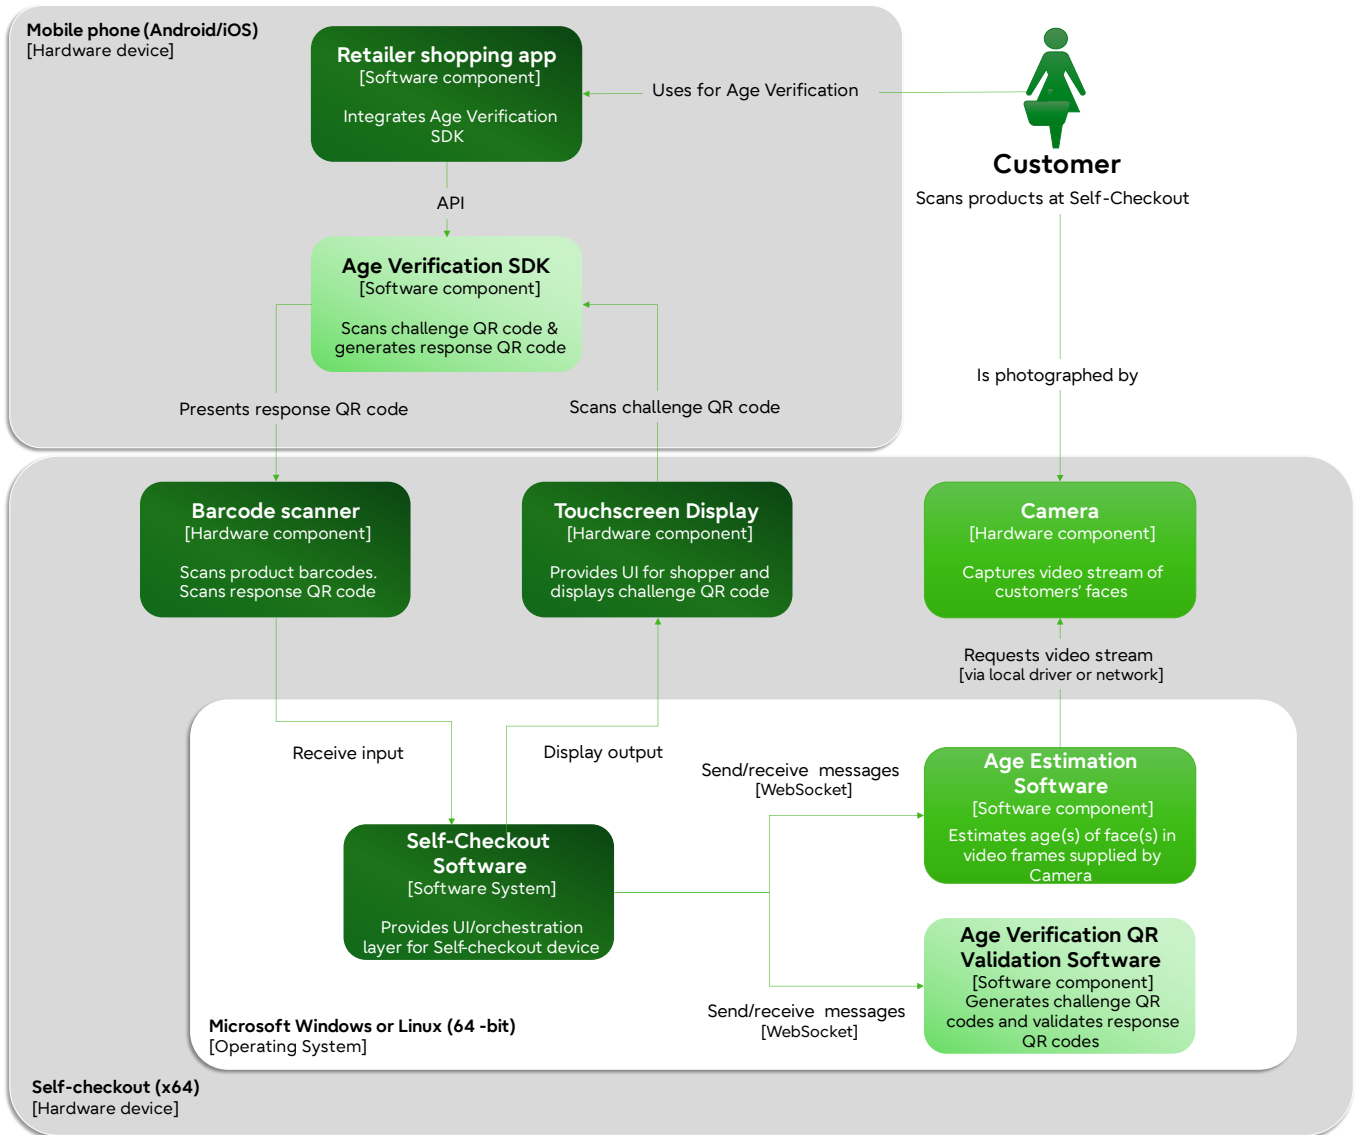 Mobile phone (Android/iOS)
[Hardware device]
Retailer shopping app
[Software component]
Integrates Age Verification
SDK
Uses for Age Verification
Customer
Scans products at Self-Checkout
API
Age Verification SDK
[Software component]
Scans challenge QR code &
generates response QR code
Is photographed by
Presents response QR code
Scans challenge QR code
Barcode scanner
[Hardware component]
Scans product barcodes.
Scans response QR code
Touchscreen Display
[Hardware component]
Provides UI for shopper and
displays challenge QR code
Camera
[Hardware component]
Captures video stream of
customers' faces
Requests video stream
[via local driver or network]
Receive input
Display output
Send/receive messages
[WebSocket]
Age Estimation
Software
[Software component]
Estimates age(s) of face(s) in
video frames supplied by
Camera
Self-Checkout
Software
[Software System]
Provides UI/orchestration
layer for Self-checkout device
Age Verification QR
Validation Software
[Software component]
Generates challenge QR
codes and validates response
QR codes
Send/receive messages
[WebSocket]
Microsoft Windows or Linux (64 -bit)
[Operating System]
Self-checkout (x64)
[Hardware device]